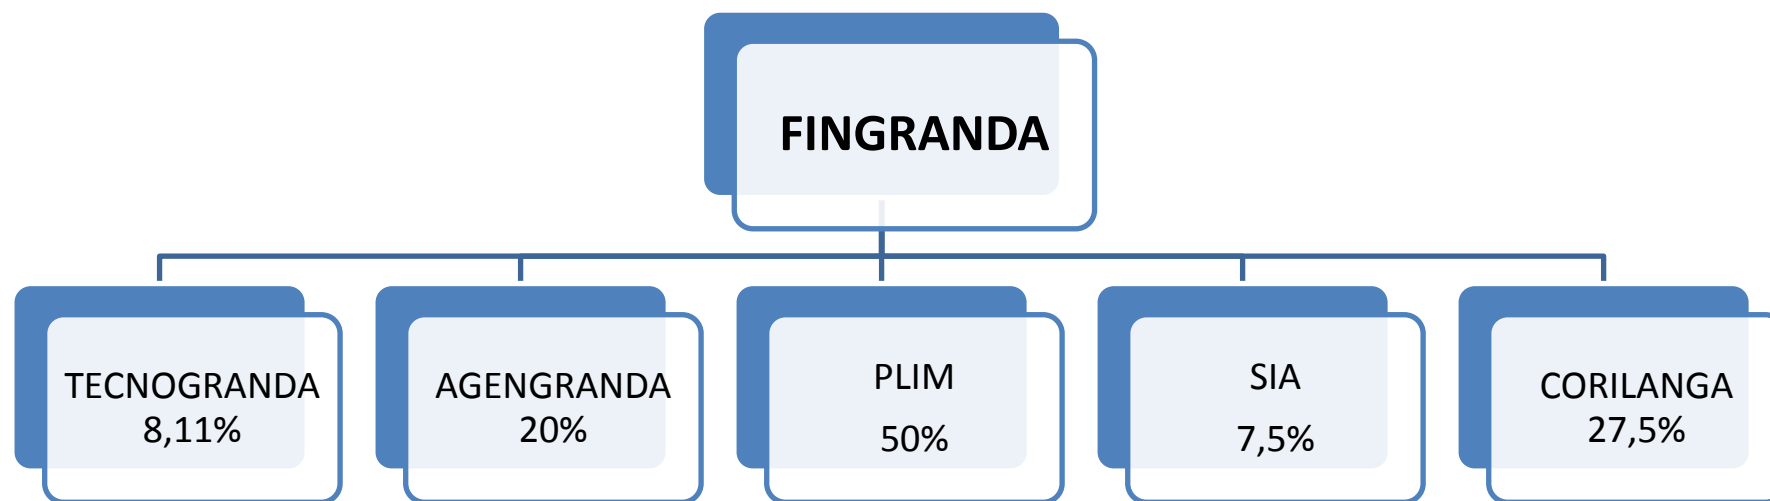 FINGRANDA
TECNOGRANDA
8,11%
AGENGRANDA
20%
PLIM
50%
SIA
7,5%
CORILANGA
27,5%